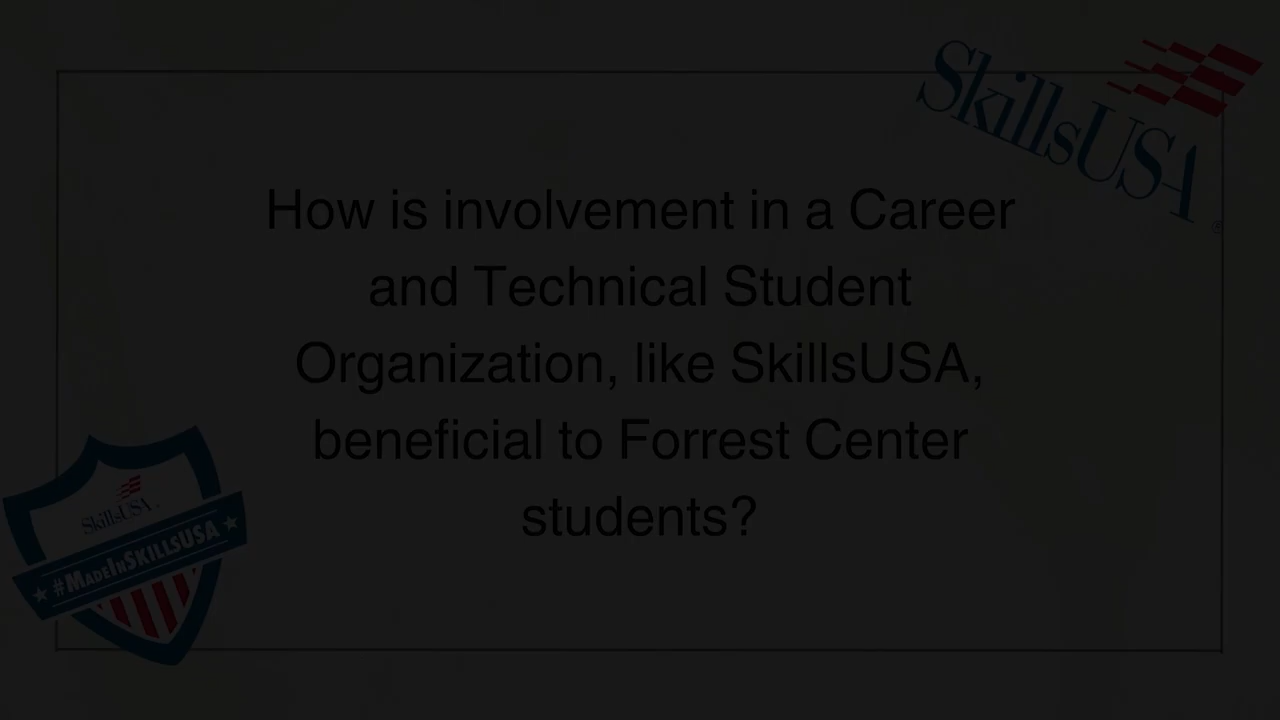 SkillsUSA
®
How is involvement in a Career
and Technical Student
Organization, like SkillsUSA,
beneficial to Forrest Center
students?
SkillsUSA
#MADEINSKILLSUSA